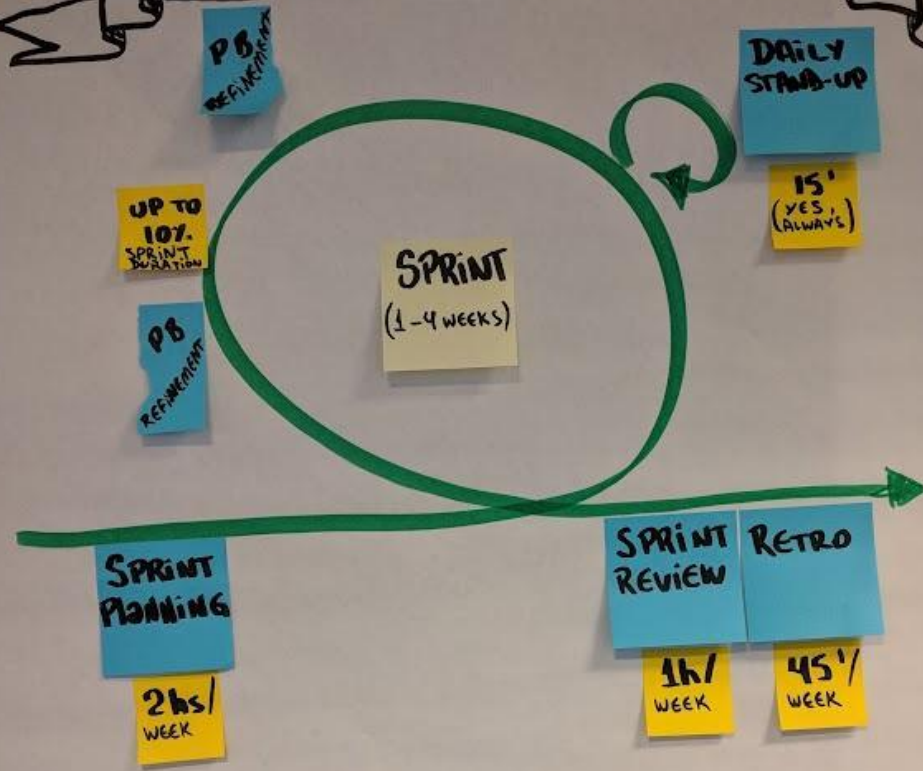 PB
REFINEMENT
DAILY
STAND-UP
15'
(YES,
ALWAYS)
UP TO
10%
SPRINT
DURATION
SPRINT
(1-4 WEEKS)
PB
REFINEMENT
SPRINT
PLANNING
2hs/
WEEK
SPRINT
REVIEW
1h/
WEEK
RETRO
45'/
WEEK